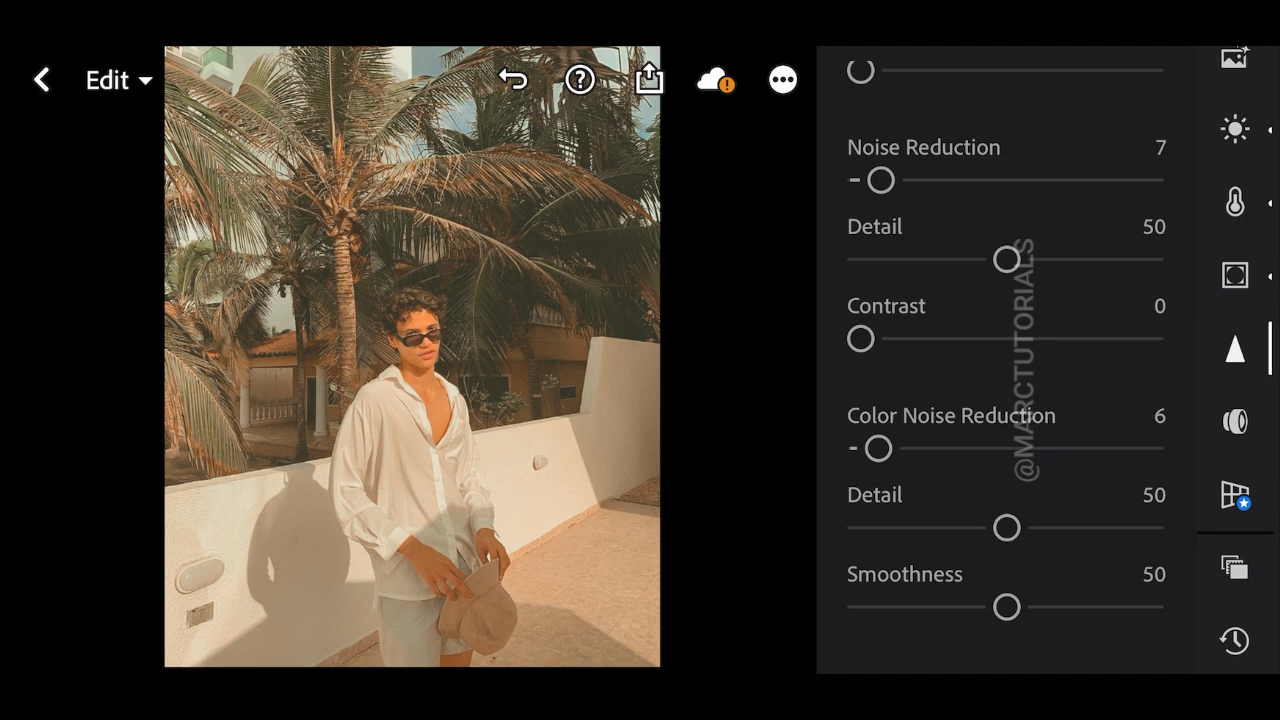 Edit
Noise Reduction 7
Detail 50
Contrast 0
Color Noise Reduction 6
Detail 50
Smoothness 50
@MARCTUTORIALS